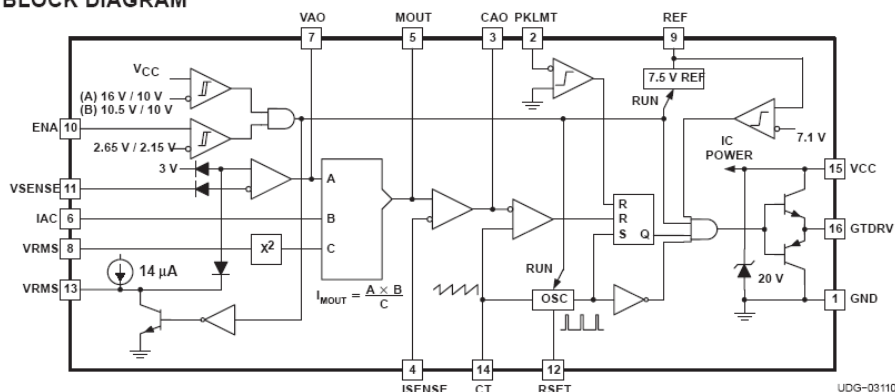 BLOCK DIAGRAM
VAO MOUT CAO PKLMT REF
7 5 3 2 9
VCC
(A) 16 V / 10 V
(B) 10.5 V / 10 V
7.5 V REF
RUN
ENA 10
2.65 V / 2.15 V
7.1 V
IC
POWER
3 V
15 VCC
VSENSE 11
A
IAC 6
B
R
R
S Q
16 GTDRV
VRMS 8
X²
C
14 μA
RUN
20 V
VRMS 13
OSC
IMOUT = A × B
C
1 GND
4 14 12
ISENSE CT RSET
UDG-03110